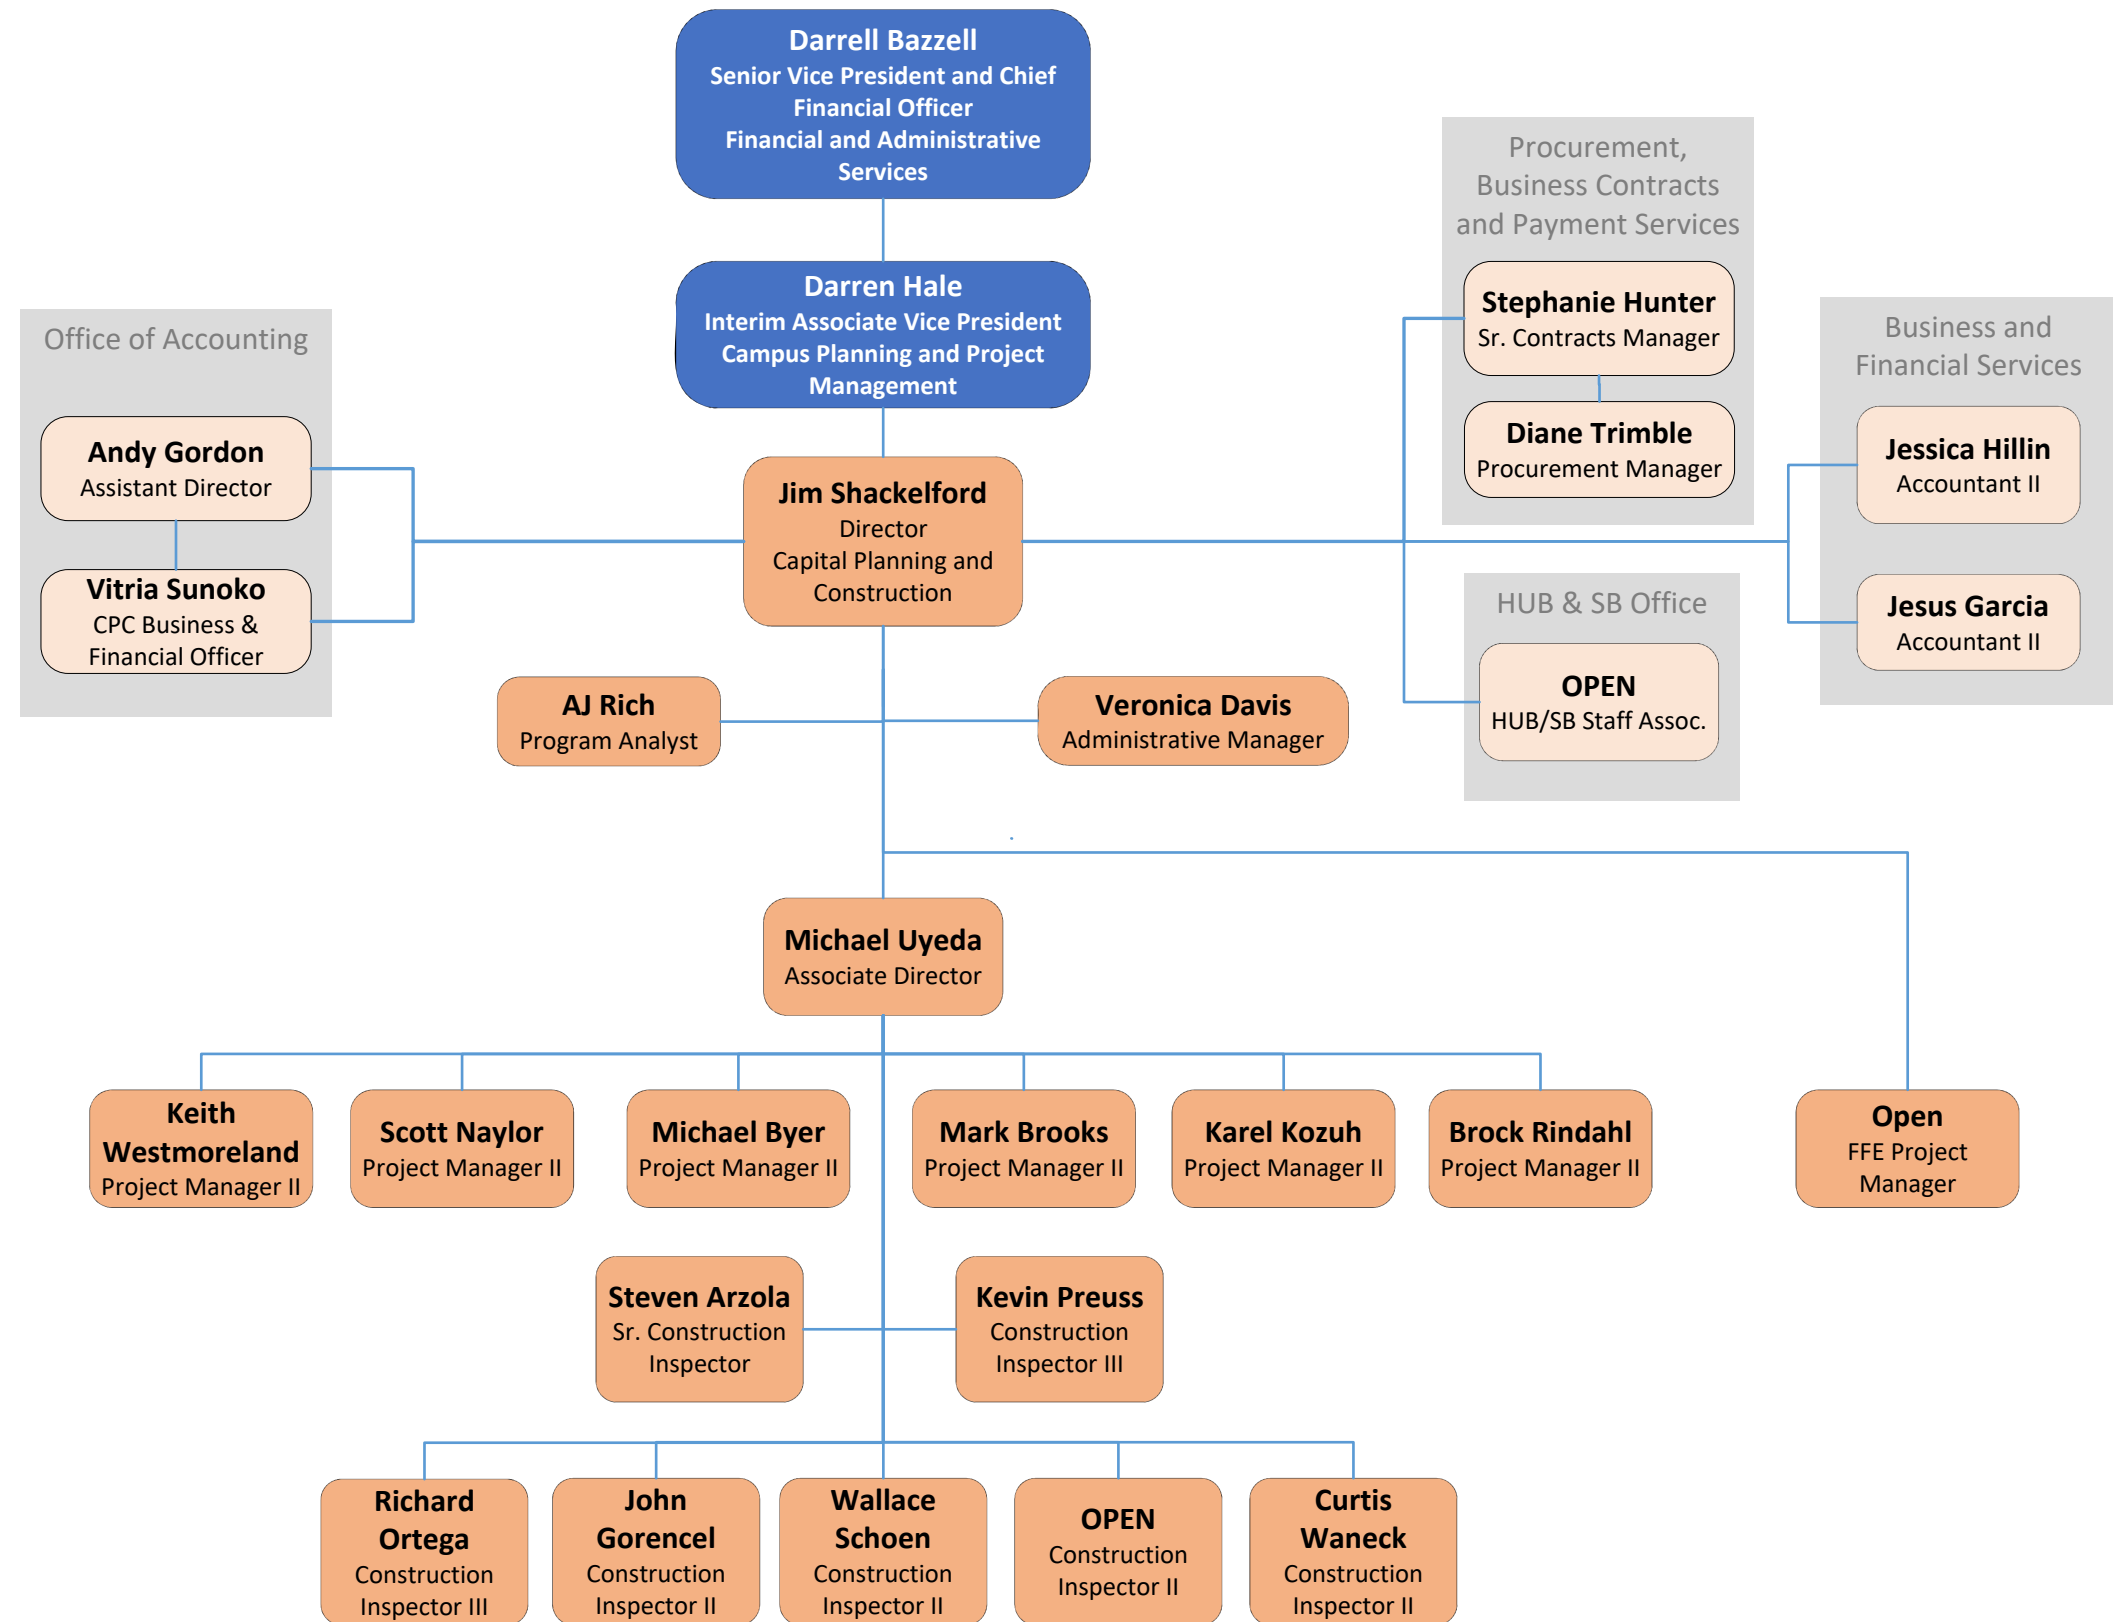 Darrell Bazzell
Senior Vice President and Chief
Financial Officer
Financial and Administrative
Services
Darren Hale
Interim Associate Vice President
Campus Planning and Project
Management
Office of Accounting
Andy Gordon
Assistant Director
Vitria Sunoko
CPC Business &
Financial Officer
Jim Shackelford
Director
Capital Planning and
Construction
Procurement,
Business Contracts
and Payment Services
Stephanie Hunter
Sr. Contracts Manager
Diane Trimble
Procurement Manager
Business and
Financial Services
Jessica Hillin
Accountant II
Jesus Garcia
Accountant II
HUB & SB Office
OPEN
HUB/SB Staff Assoc.
AJ Rich
Program Analyst
Veronica Davis
Administrative Manager
Michael Uyeda
Associate Director
Keith
Westmoreland
Project Manager II
Scott Naylor
Project Manager II
Michael Byer
Project Manager II
Mark Brooks
Project Manager II
Karel Kozuh
Project Manager II
Brock Rindahl
Project Manager II
Open
FFE Project
Manager
Steven Arzola
Sr. Construction
Inspector
Kevin Preuss
Construction
Inspector III
Richard
Ortega
Construction
Inspector III
John
Gorencel
Construction
Inspector II
Wallace
Schoen
Construction
Inspector II
OPEN
Construction
Inspector II
Curtis
Waneck
Construction
Inspector II